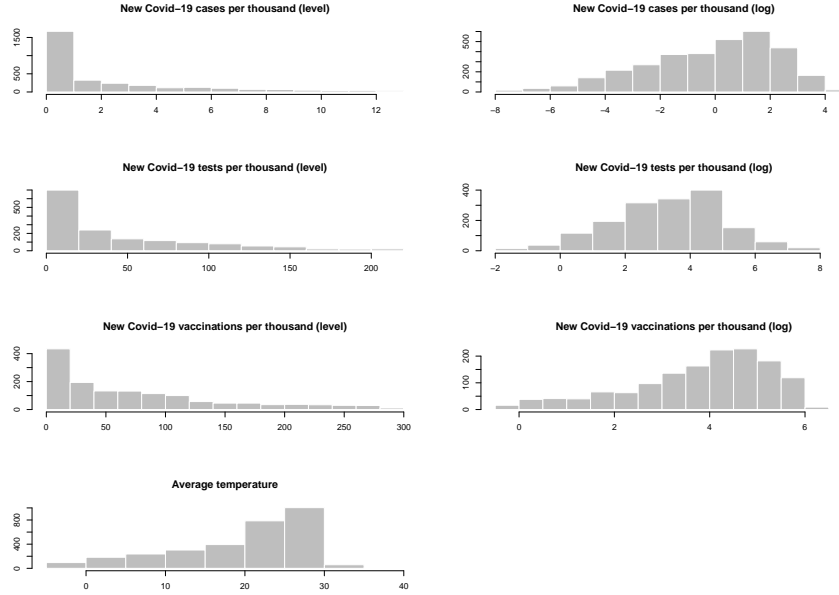 New Covid−19 cases per thousand (level)
0 500 1500
0 2 4 6 8 10 12
New Covid−19 cases per thousand (log)
0 200 500
−8 −6 −4 −2 0 2 4
New Covid−19 tests per thousand (level)
0 200 500
0 50 100 150 200
New Covid−19 tests per thousand (log)
0 200 400
−2 0 2 4 6 8
New Covid−19 vaccinations per thousand (level)
0 200 400
0 50 100 150 200 250 300
New Covid−19 vaccinations per thousand (log)
0 100 200
0 2 4 6
Average temperature
0 400 800
0 10 20 30 40